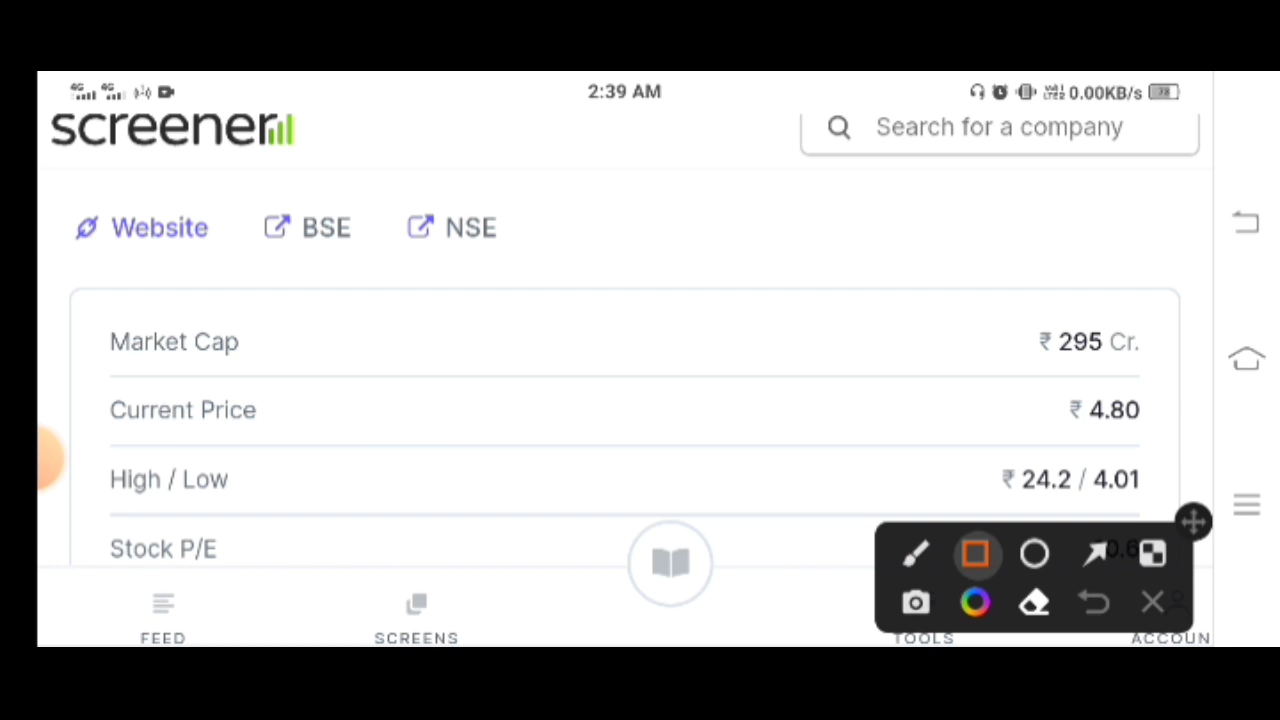 2:39 AM
0.00KB/s
screener
Search for a company
Website BSE NSE
Market Cap ₹ 295 Cr.
Current Price ₹ 4.80
High / Low ₹ 24.2 / 4.01
Stock P/E
FEED SCREENS TOOLS ACCOUN